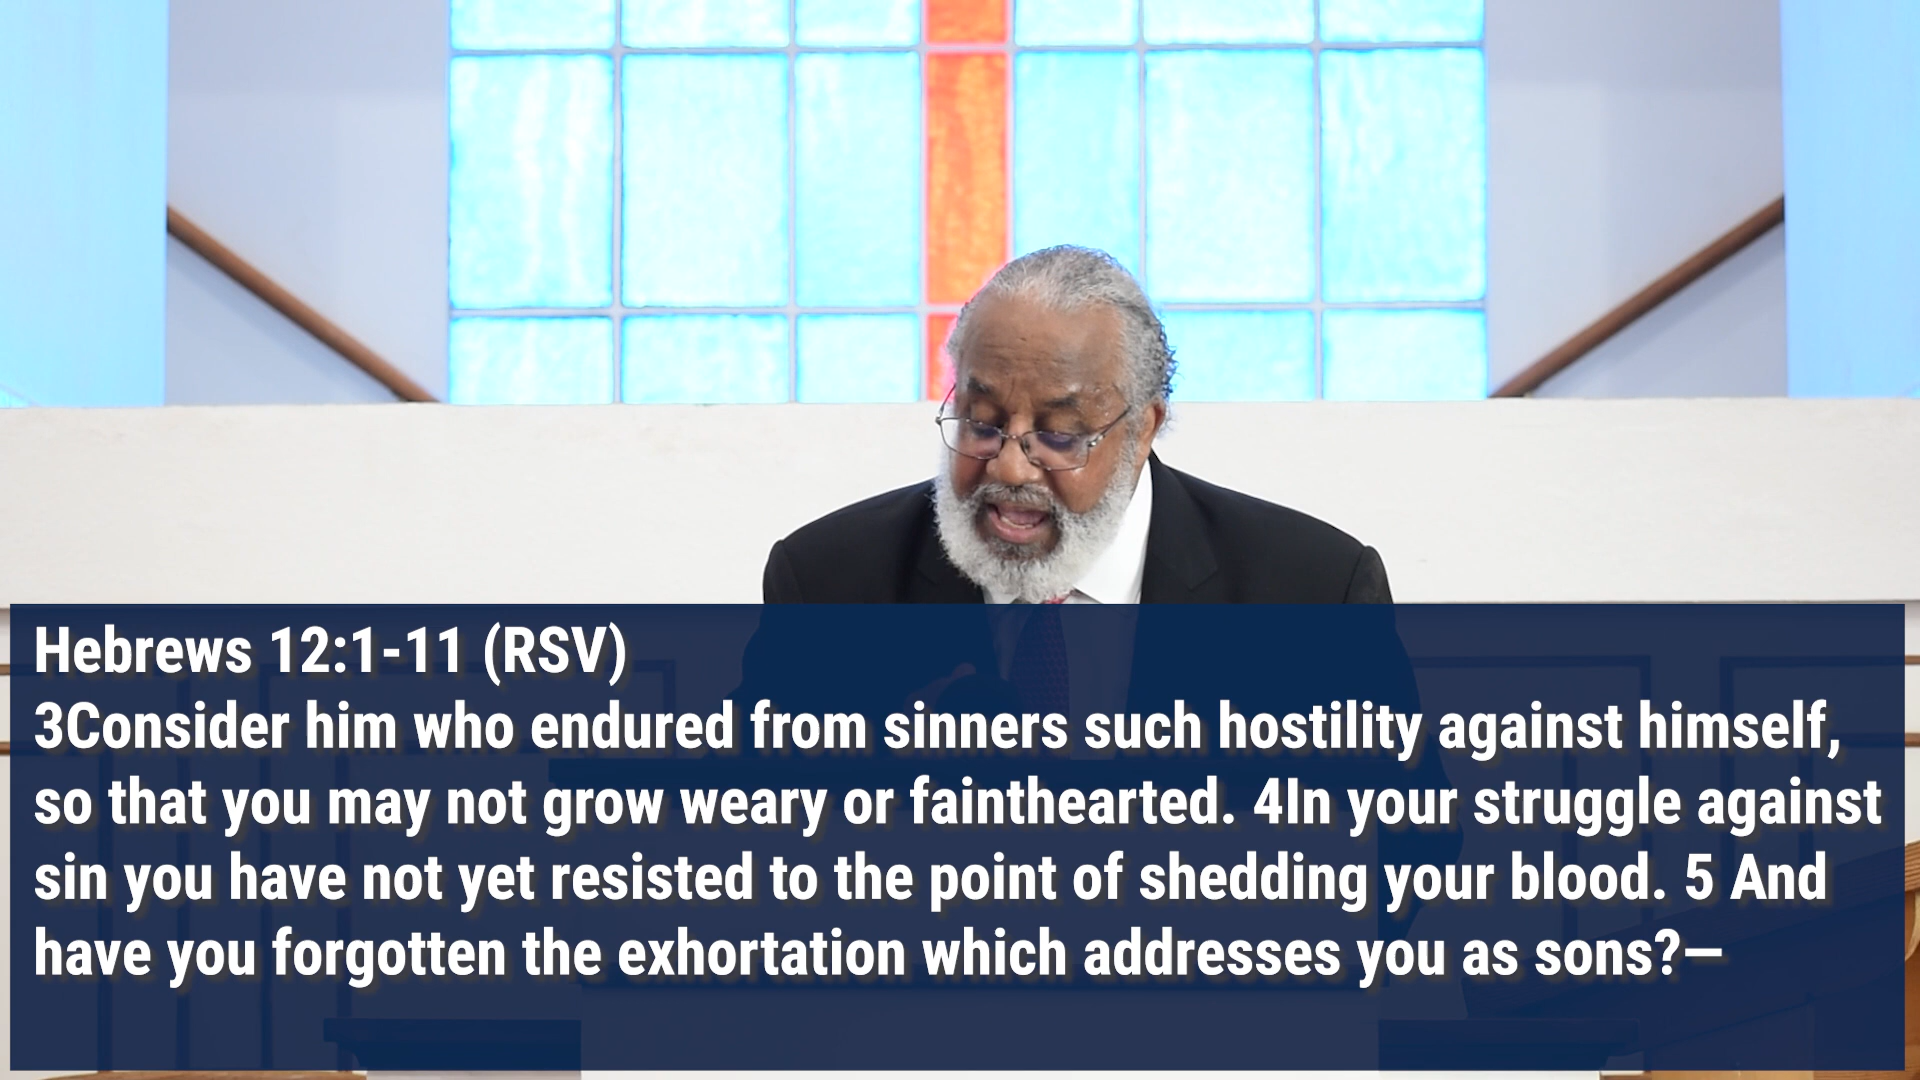 Hebrews 12:1-11 (RSV)
3Consider him who endured from sinners such hostility against himself,
so that you may not grow weary or fainthearted. 4In your struggle against
sin you have not yet resisted to the point of shedding your blood. 5 And
have you forgotten the exhortation which addresses you as sons?—